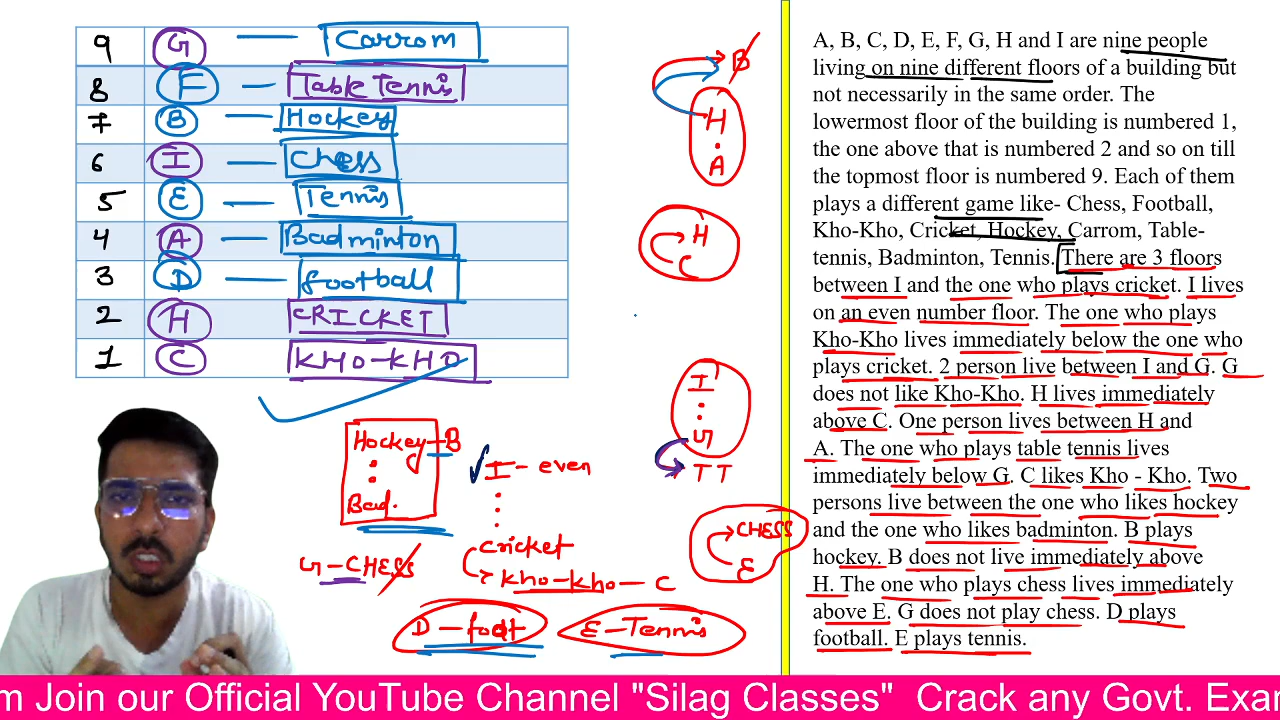 9 G — Carrom
8 F — Table Tennis
7 B — Hockey
6 I — Chess
5 E — Tennis
4 A — Badminton
3 D — football
2 H CRICKET
1 C KHO-KHO
B
H
.
A
H
C
I
:
G
TT
CHESS
E
Hockey-B
:
Bad.
I - even
:
cricket
kho-kho - C
G-CHESS
D-foot
E-Tennis
A, B, C, D, E, F, G, H and I are nine people
living on nine different floors of a building but
not necessarily in the same order. The
lowermost floor of the building is numbered 1,
the one above that is numbered 2 and so on till
the topmost floor is numbered 9. Each of them
plays a different game like- Chess, Football,
Kho-Kho, Cricket, Hockey, Carrom, Table-
tennis, Badminton, Tennis. There are 3 floors
between I and the one who plays cricket. I lives
on an even number floor. The one who plays
Kho-Kho lives immediately below the one who
plays cricket. 2 person live between I and G. G
does not like Kho-Kho. H lives immediately
above C. One person lives between H and
A. The one who plays table tennis lives
immediately below G. C likes Kho - Kho. Two
persons live between the one who likes hockey
and the one who likes badminton. B plays
hockey. B does not live immediately above
H. The one who plays chess lives immediately
above E. G does not play chess. D plays
football. E plays tennis.
m Join our Official YouTube Channel "Silag Classes" Crack any Govt. Exa